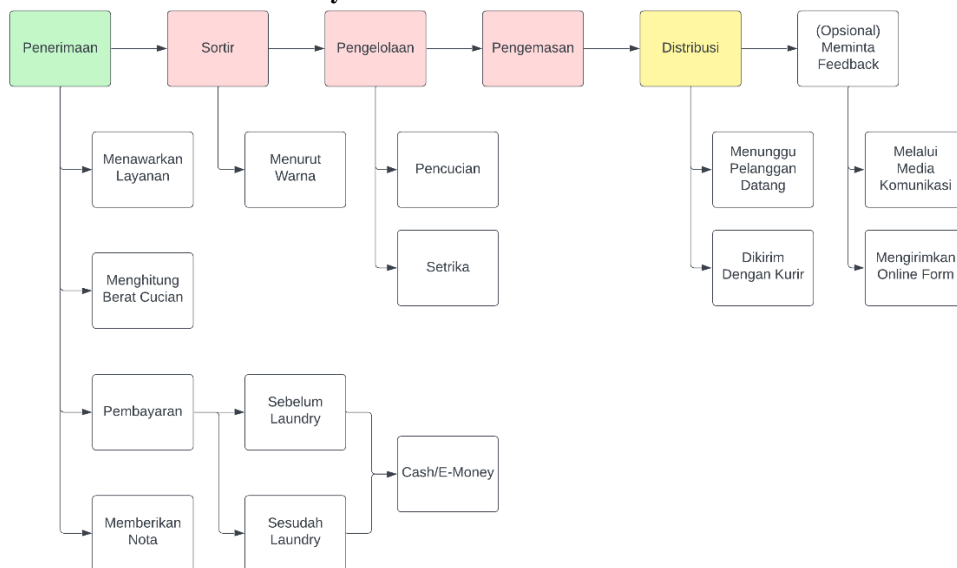 Penerimaan
Sortir
Pengelolaan
Pengemasan
Distribusi
(Opsional)
Meminta
Feedback
Menawarkan
Layanan
Menurut
Warna
Pencucian
Menunggu
Pelanggan
Datang
Melalui
Media
Komunikasi
Menghitung
Berat Cucian
Setrika
Dikirim
Dengan Kurir
Mengirimkan
Online Form
Pembayaran
Sebelum
Laundry
Cash/E-Money
Memberikan
Nota
Sesudah
Laundry